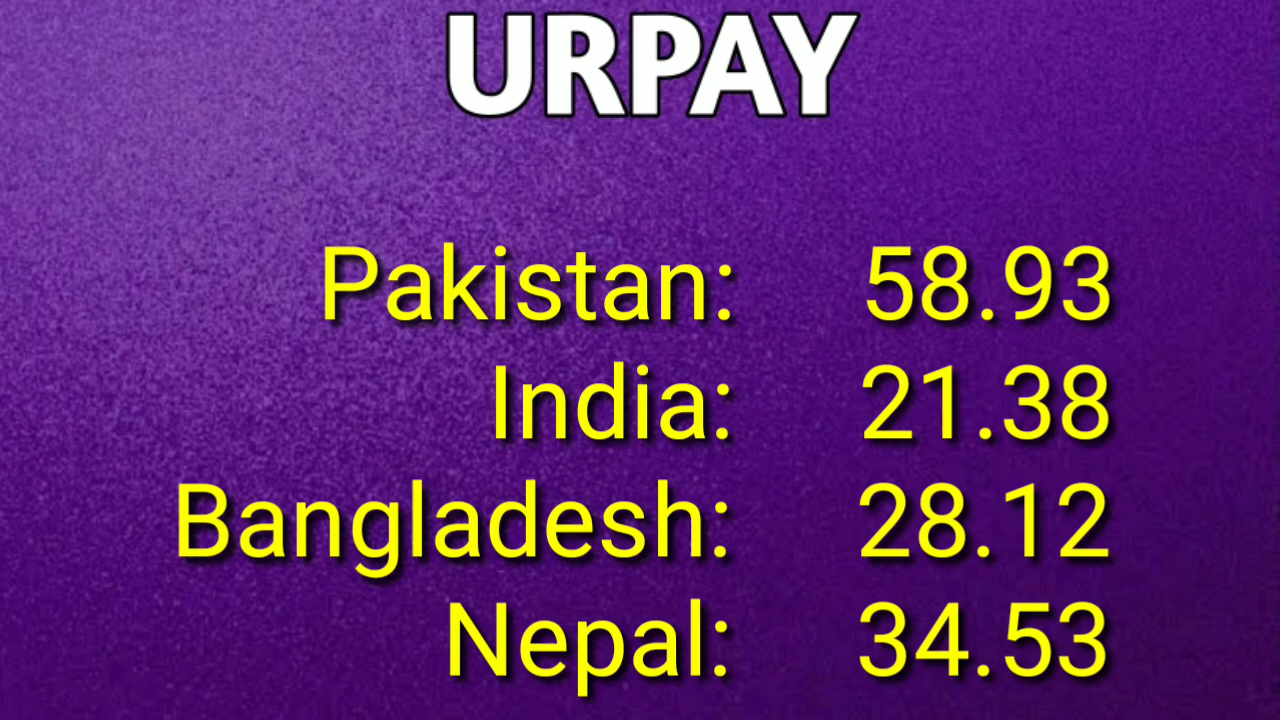 URPAY
Pakistan: 58.93
India: 21.38
Bangladesh: 28.12
Nepal: 34.53